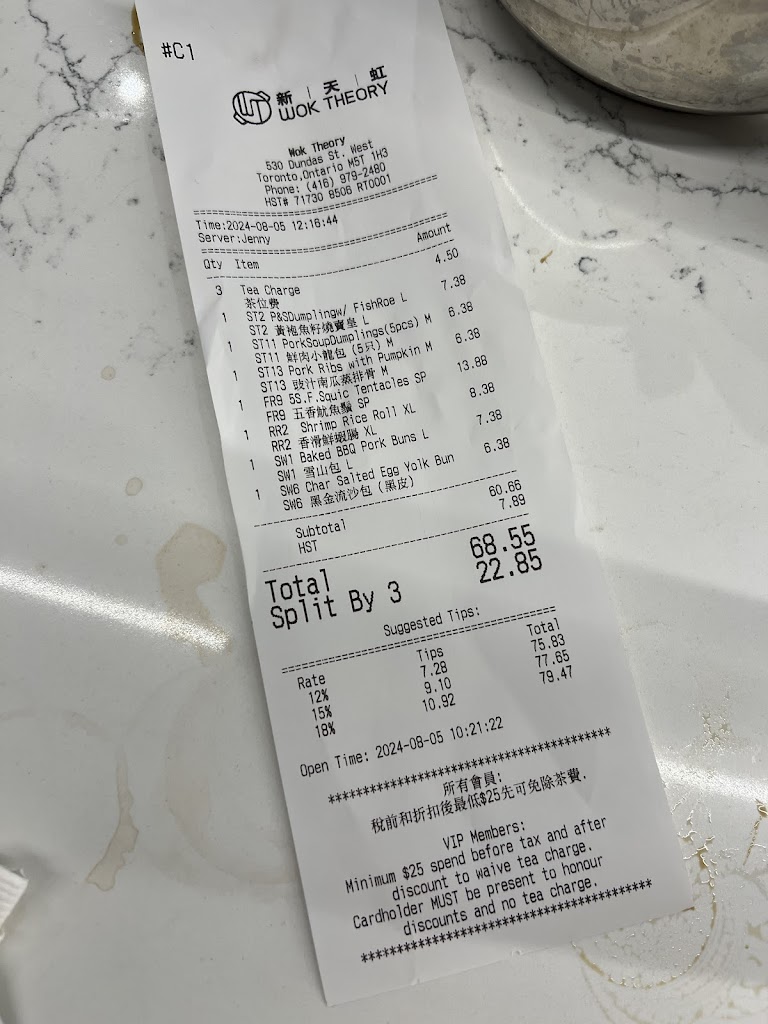 #C1
新 | 天 | 虹
WOK THEORY
Wok Theory
530 Dundas St. West
Toronto,Ontario M5T 1H3
Phone: (416) 979-2480
HST# 71730 8506 RT0001
Time:2024-08-05 12:16:44
Server:Jenny
Qty Item Amount
3 Tea Charge 4.50
茶位費
1 ST2 P&SDumplingw/ FishRoe L 7.38
ST2 黃袍魚籽燒賣皇 L
1 ST11 PorkSoupDumplings(5pcs) M 6.38
ST11 鮮肉小龍包 (5只) M
1 ST13 Pork Ribs with Pumpkin M 6.38
ST13 豉汁南瓜蒸排骨 M
1 FR9 5S.F.Squic Tentacles SP 13.88
FR9 五香魷魚鬚 SP
1 RR2 Shrimp Rice Roll XL 8.38
RR2 香滑鮮蝦腸 XL
1 SW1 Baked BBQ Pork Buns L 7.38
SW1 雪山包 L
1 SW6 Char Salted Egg Yolk Bun 6.38
SW6 黑金流沙包 (黑皮)
Subtotal 60.66
HST 7.89
Total 68.55
Split By 3 22.85
Suggested Tips:
Rate Tips Total
12% 7.28 75.83
15% 9.10 77.65
18% 10.92 79.47
Open Time: 2024-08-05 10:21:22
所有會員:
稅前和折扣後最低$25先可免除茶費.
VIP Members:
Minimum $25 spend before tax and after
discount to waive tea charge.
Cardholder MUST be present to honour
discounts and no tea charge.